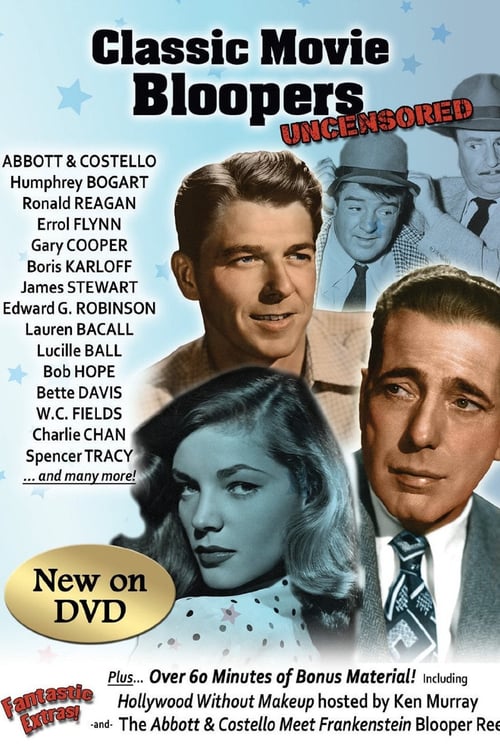 Classic Movie
Bloopers
UNCENSORED
ABBOTT & COSTELLO
Humphrey BOGART
Ronald REAGAN
Errol FLYNN
Gary COOPER
Boris KARLOFF
James STEWART
Edward G. ROBINSON
Lauren BACALL
Lucille BALL
Bob HOPE
Bette DAVIS
W.C. FIELDS
Charlie CHAN
Spencer TRACY
... and many more!
New on
DVD
Fantastic
Extras!
Plus... Over 60 Minutes of Bonus Material! Including
Hollywood Without Makeup hosted by Ken Murray
-and- The Abbott & Costello Meet Frankenstein Blooper Ree